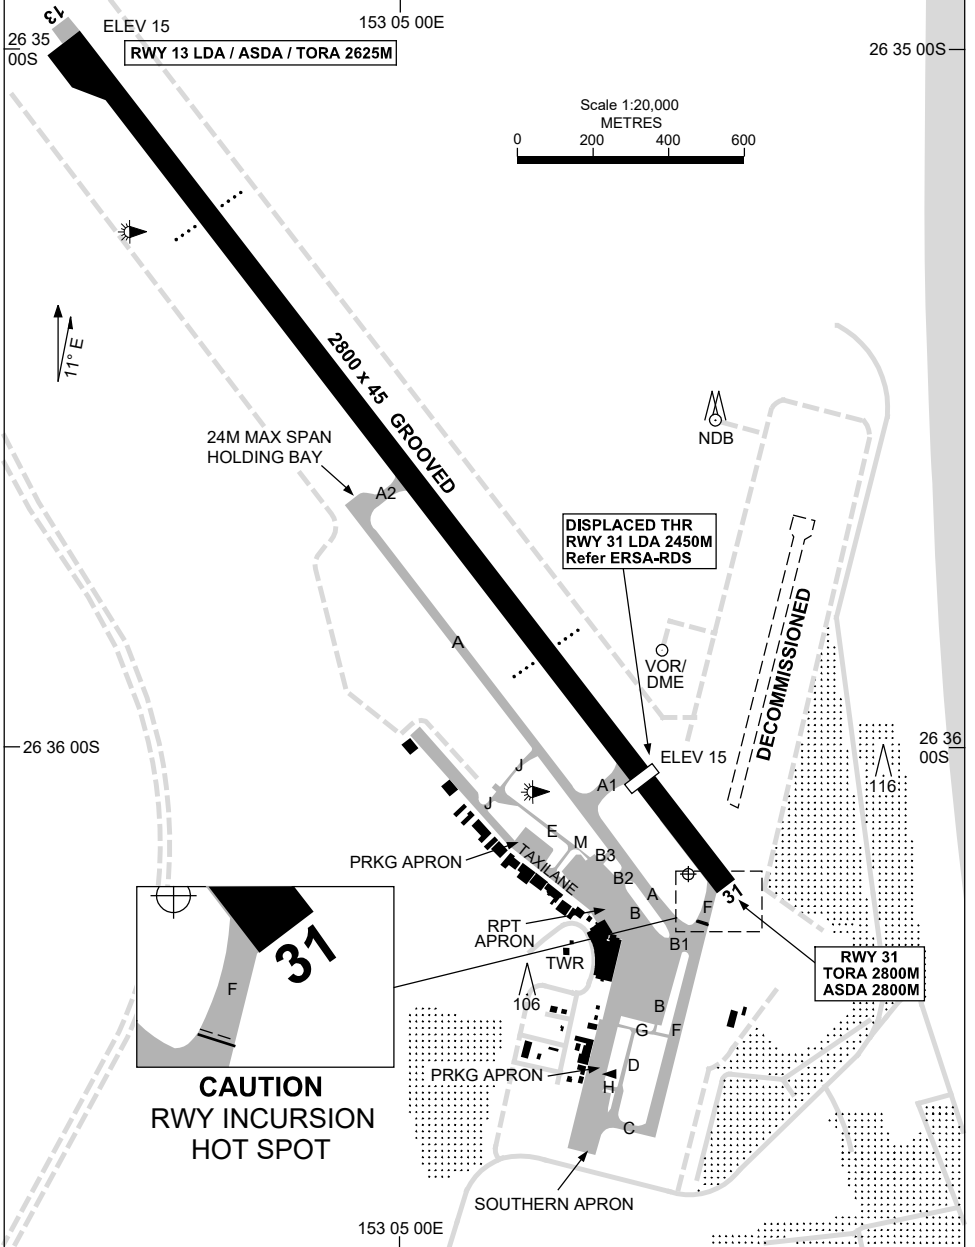 13
ELEV 15
153 05 00E
26 35
00S
RWY 13 LDA / ASDA / TORA 2625M
26 35 00S
Scale 1:20,000
METRES
0 200 400 600
11° E
2800 x 45 GROOVED
24M MAX SPAN
HOLDING BAY
A2
NDB
DISPLACED THR
RWY 31 LDA 2450M
Refer ERSA-RDS
DECOMMISSIONED
A
VOR/
DME
26 36 00S
26 36
00S
ELEV 15
J
A1
116
J
E
M
B3
PRKG APRON
TAXILANE
B2
A
31
F
B
RPT
APRON
B1
TWR
RWY 31
TORA 2800M
ASDA 2800M
31
F
106
B
G
F
D
PRKG APRON
H
C
CAUTION
RWY INCURSION
HOT SPOT
SOUTHERN APRON
153 05 00E